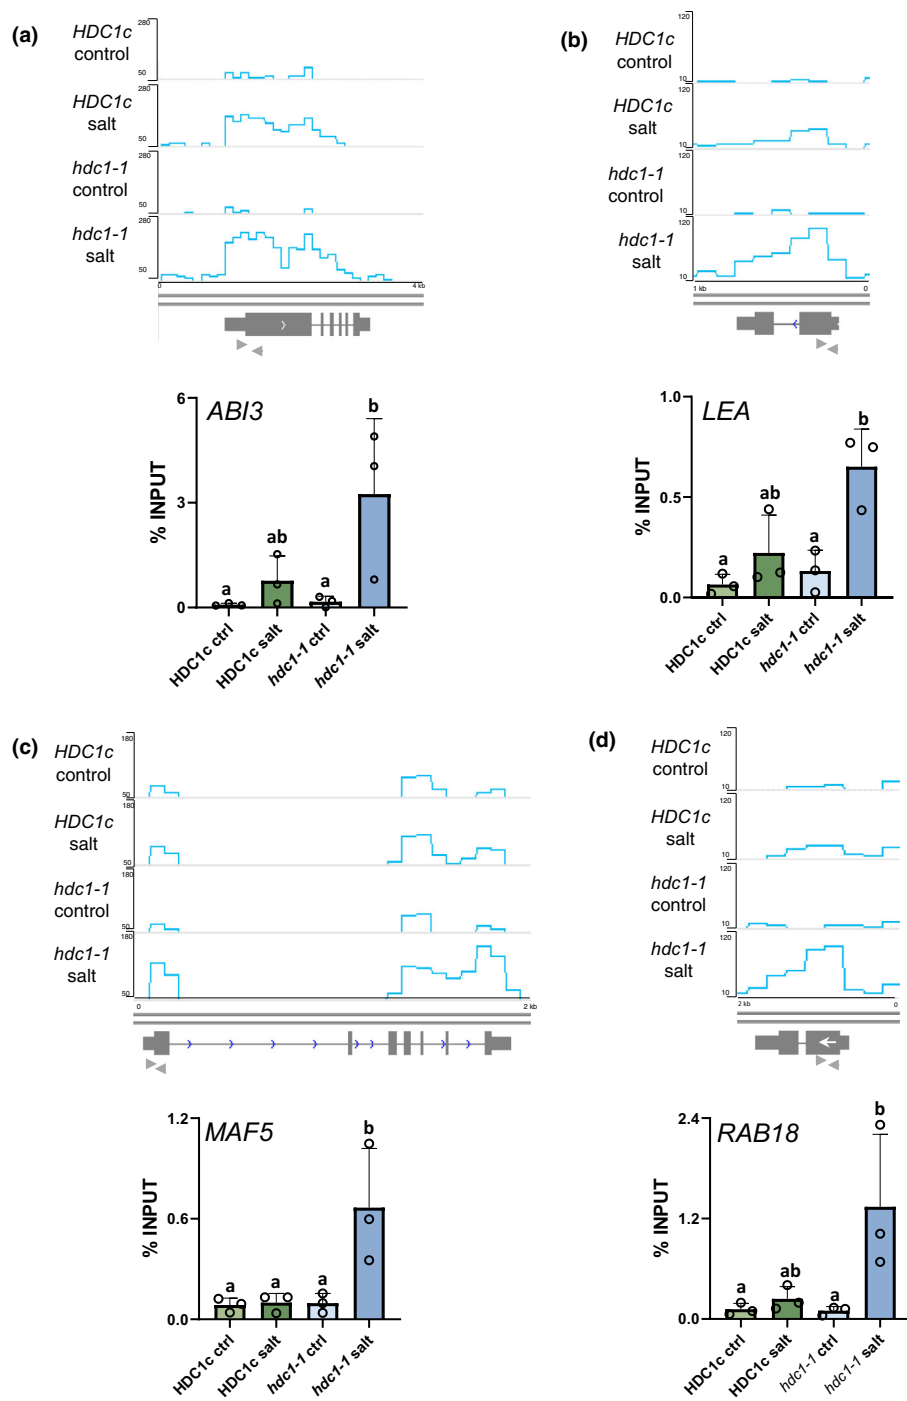 (a)
280
HDC1c
control
50
280
HDC1c
salt
50
280
hdc1-1
control
50
280
hdc1-1
salt
50
0
4 kb
6
ABI3
b
% INPUT
3
ab
a
a
0
HDC1c ctrl
HDC1c salt
hdc1-1 ctrl
hdc1-1 salt
(b)
120
HDC1c
control
10
120
HDC1c
salt
10
120
hdc1-1
control
10
120
hdc1-1
salt
10
1 kb
0
1.0
LEA
b
% INPUT
ab
0.5
a
a
0.0
HDC1c ctrl
HDC1c salt
hdc1-1 ctrl
hdc1-1 salt
(c)
180
HDC1c
control
50
180
HDC1c
salt
50
180
hdc1-1
control
50
180
hdc1-1
salt
50
0
2 kb
1.2
MAF5
b
% INPUT
0.6
a
a
a
0.0
HDC1c ctrl
HDC1c salt
hdc1-1 ctrl
hdc1-1 salt
(d)
120
HDC1c
control
10
120
HDC1c
salt
10
120
hdc1-1
control
10
120
hdc1-1
salt
10
2 kb
0
2.4
RAB18
b
% INPUT
1.2
a
ab
a
0.0
HDC1c ctrl
HDC1c salt
hdc1-1 ctrl
hdc1-1 salt